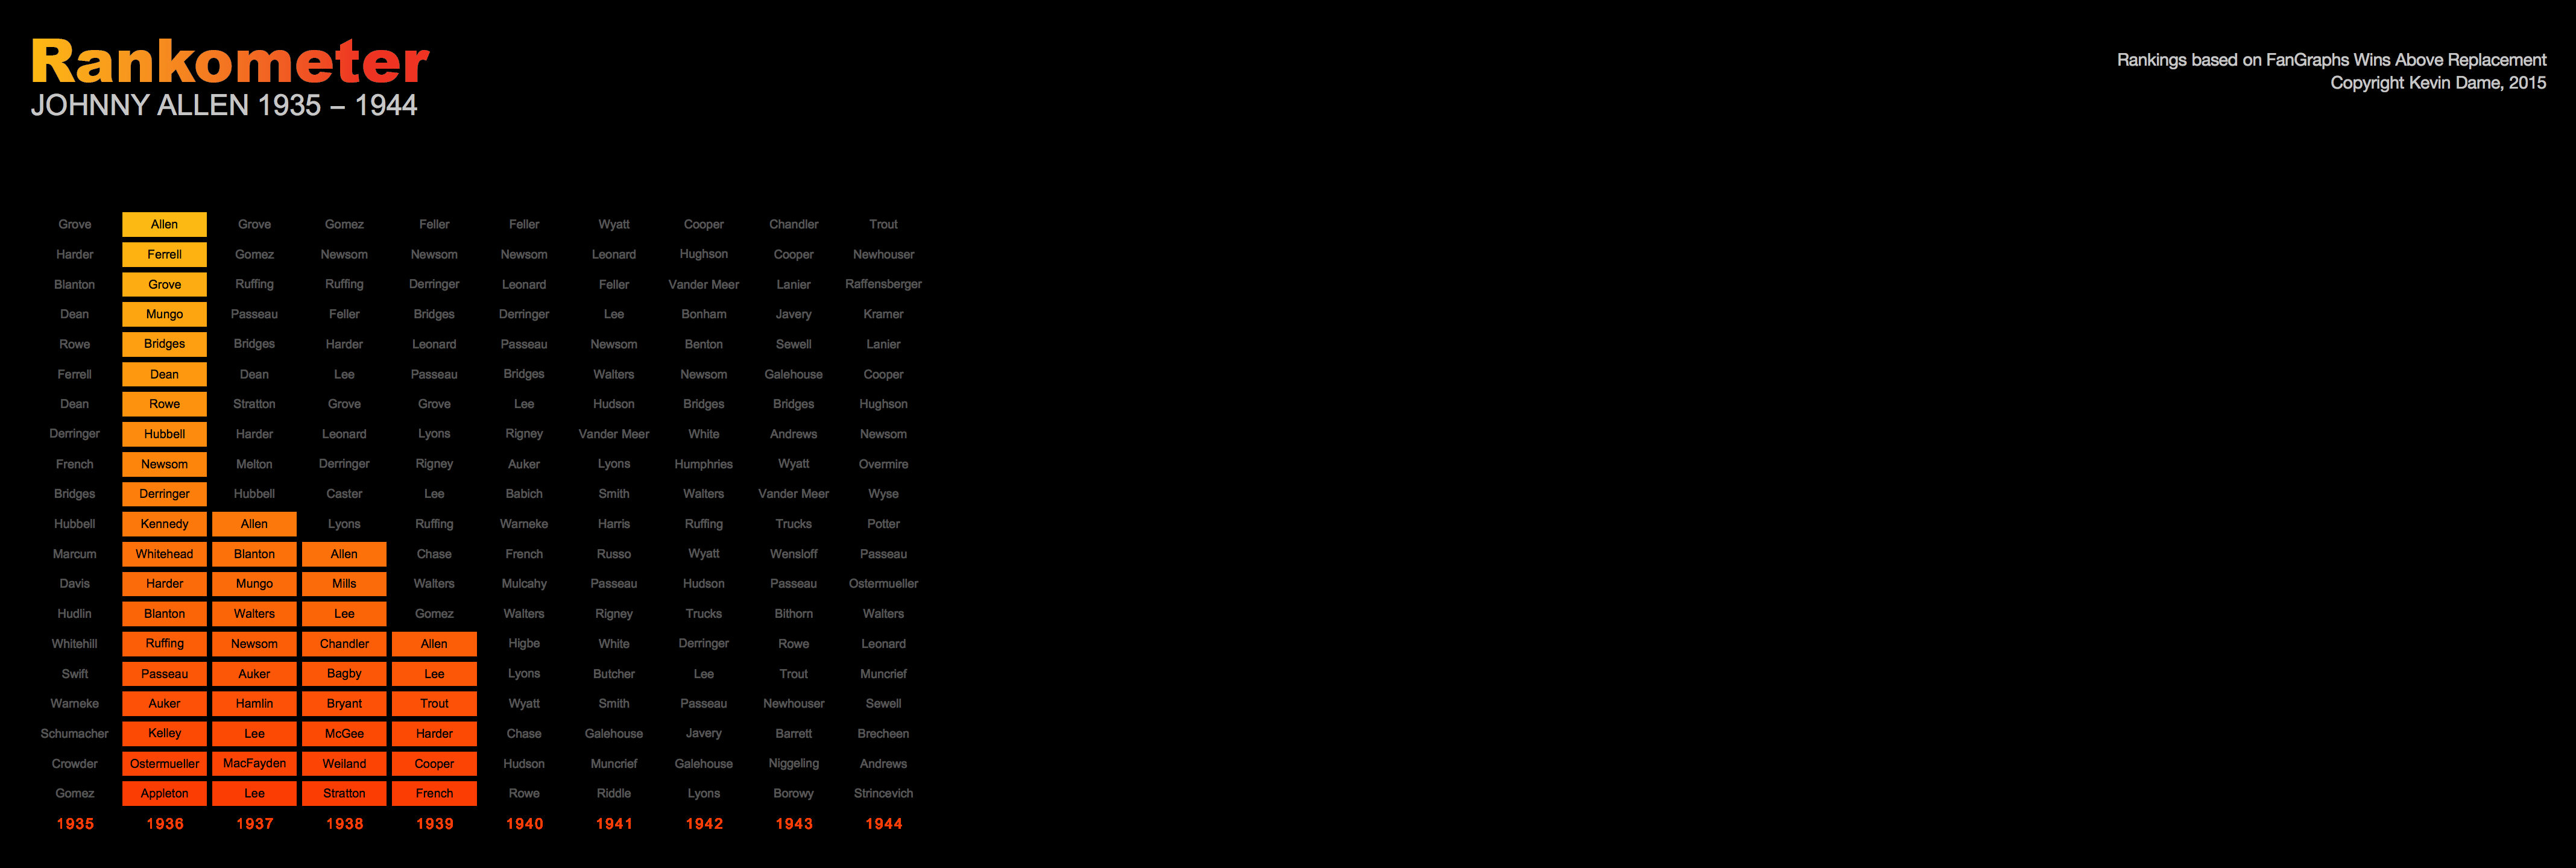 Rankometer
JOHNNY ALLEN 1935 – 1944
Rankings based on FanGraphs Wins Above Replacement
Copyright Kevin Dame, 2015
Grove Allen Grove Gomez Feller Feller Wyatt Cooper Chandler Trout
Harder Ferrell Gomez Newsom Newsom Newsom Leonard Hughson Cooper Newhouser
Blanton Grove Ruffing Ruffing Derringer Leonard Feller Vander Meer Lanier Raffensberger
Dean Mungo Passeau Feller Bridges Derringer Lee Bonham Javery Kramer
Rowe Bridges Bridges Harder Leonard Passeau Newsom Benton Sewell Lanier
Ferrell Dean Dean Lee Passeau Bridges Walters Newsom Galehouse Cooper
Dean Rowe Stratton Grove Grove Lee Hudson Bridges Bridges Hughson
Derringer Hubbell Harder Leonard Lyons Rigney Vander Meer White Andrews Newsom
French Newsom Melton Derringer Rigney Auker Lyons Humphries Wyatt Overmire
Bridges Derringer Hubbell Caster Lee Babich Smith Walters Vander Meer Wyse
Hubbell Kennedy Allen Lyons Ruffing Warneke Harris Ruffing Trucks Potter
Marcum Whitehead Blanton Allen Chase French Russo Wyatt Wensloff Passeau
Davis Harder Mungo Mills Walters Mulcahy Passeau Hudson Passeau Ostermueller
Hudlin Blanton Walters Lee Gomez Walters Rigney Trucks Bithorn Walters
Whitehill Ruffing Newsom Chandler Allen Higbe White Derringer Rowe Leonard
Swift Passeau Auker Bagby Lee Lyons Butcher Lee Trout Muncrief
Warneke Auker Hamlin Bryant Trout Wyatt Smith Passeau Newhouser Sewell
Schumacher Kelley Lee McGee Harder Chase Galehouse Javery Barrett Brecheen
Crowder Ostermueller MacFayden Weiland Cooper Hudson Muncrief Galehouse Niggeling Andrews
Gomez Appleton Lee Stratton French Rowe Riddle Lyons Borowy Strincevich
1935 1936 1937 1938 1939 1940 1941 1942 1943 1944